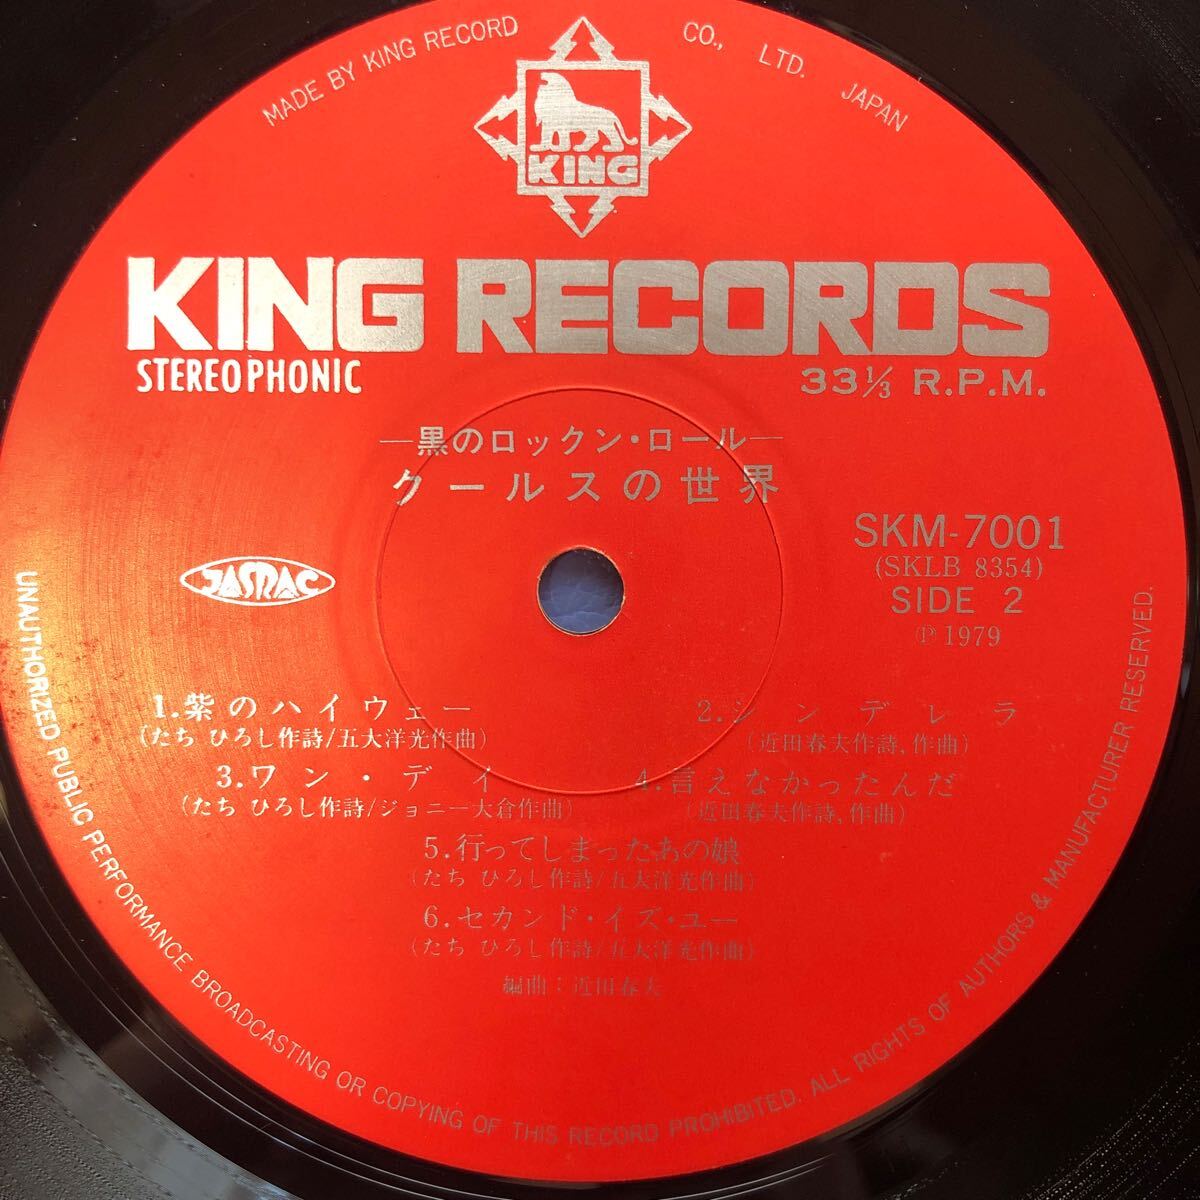 MADE BY KING RECORD CO., LTD. JAPAN
KING
KING RECORDS
STEREOPHONIC
33 1/3 R.P.M.
―黒のロックン・ロール―
クールスの世界
SKM-7001
(SKLB 8354)
SIDE 2
Ⓟ 1979
JASRAC
1.紫のハイウェー
(たち ひろし作詩/五大洋光作曲)
2.シンデレラ
(近田春夫作詩,作曲)
3.ワン・デイ
(たち ひろし作詩/ジョニー大倉作曲)
4.言えなかったんだ
(近田春夫作詩,作曲)
5.行ってしまったあの娘
(たち ひろし作詩/五大洋光作曲)
6.セカンド・イズ・ユー
(たち ひろし作詩/五大洋光作曲)
編曲:近田春夫
UNAUTHORIZED PUBLIC PERFORMANCE BROADCASTING OR COPYING OF THIS RECORD PROHIBITED. ALL RIGHTS OF AUTHORS & MANUFACTURER RESERVED.